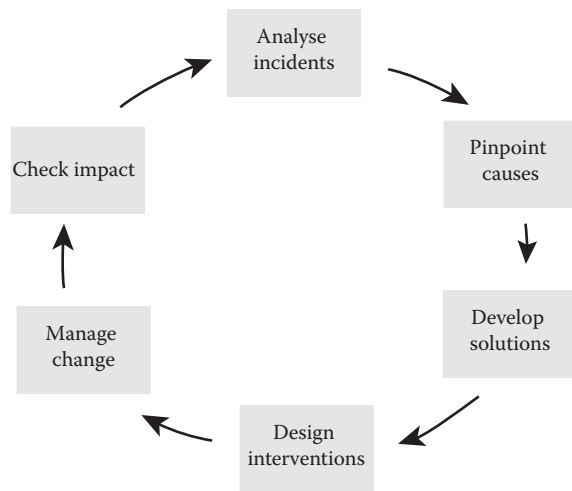 Analyse
incidents
Pinpoint
causes
Develop
solutions
Design
interventions
Manage
change
Check impact